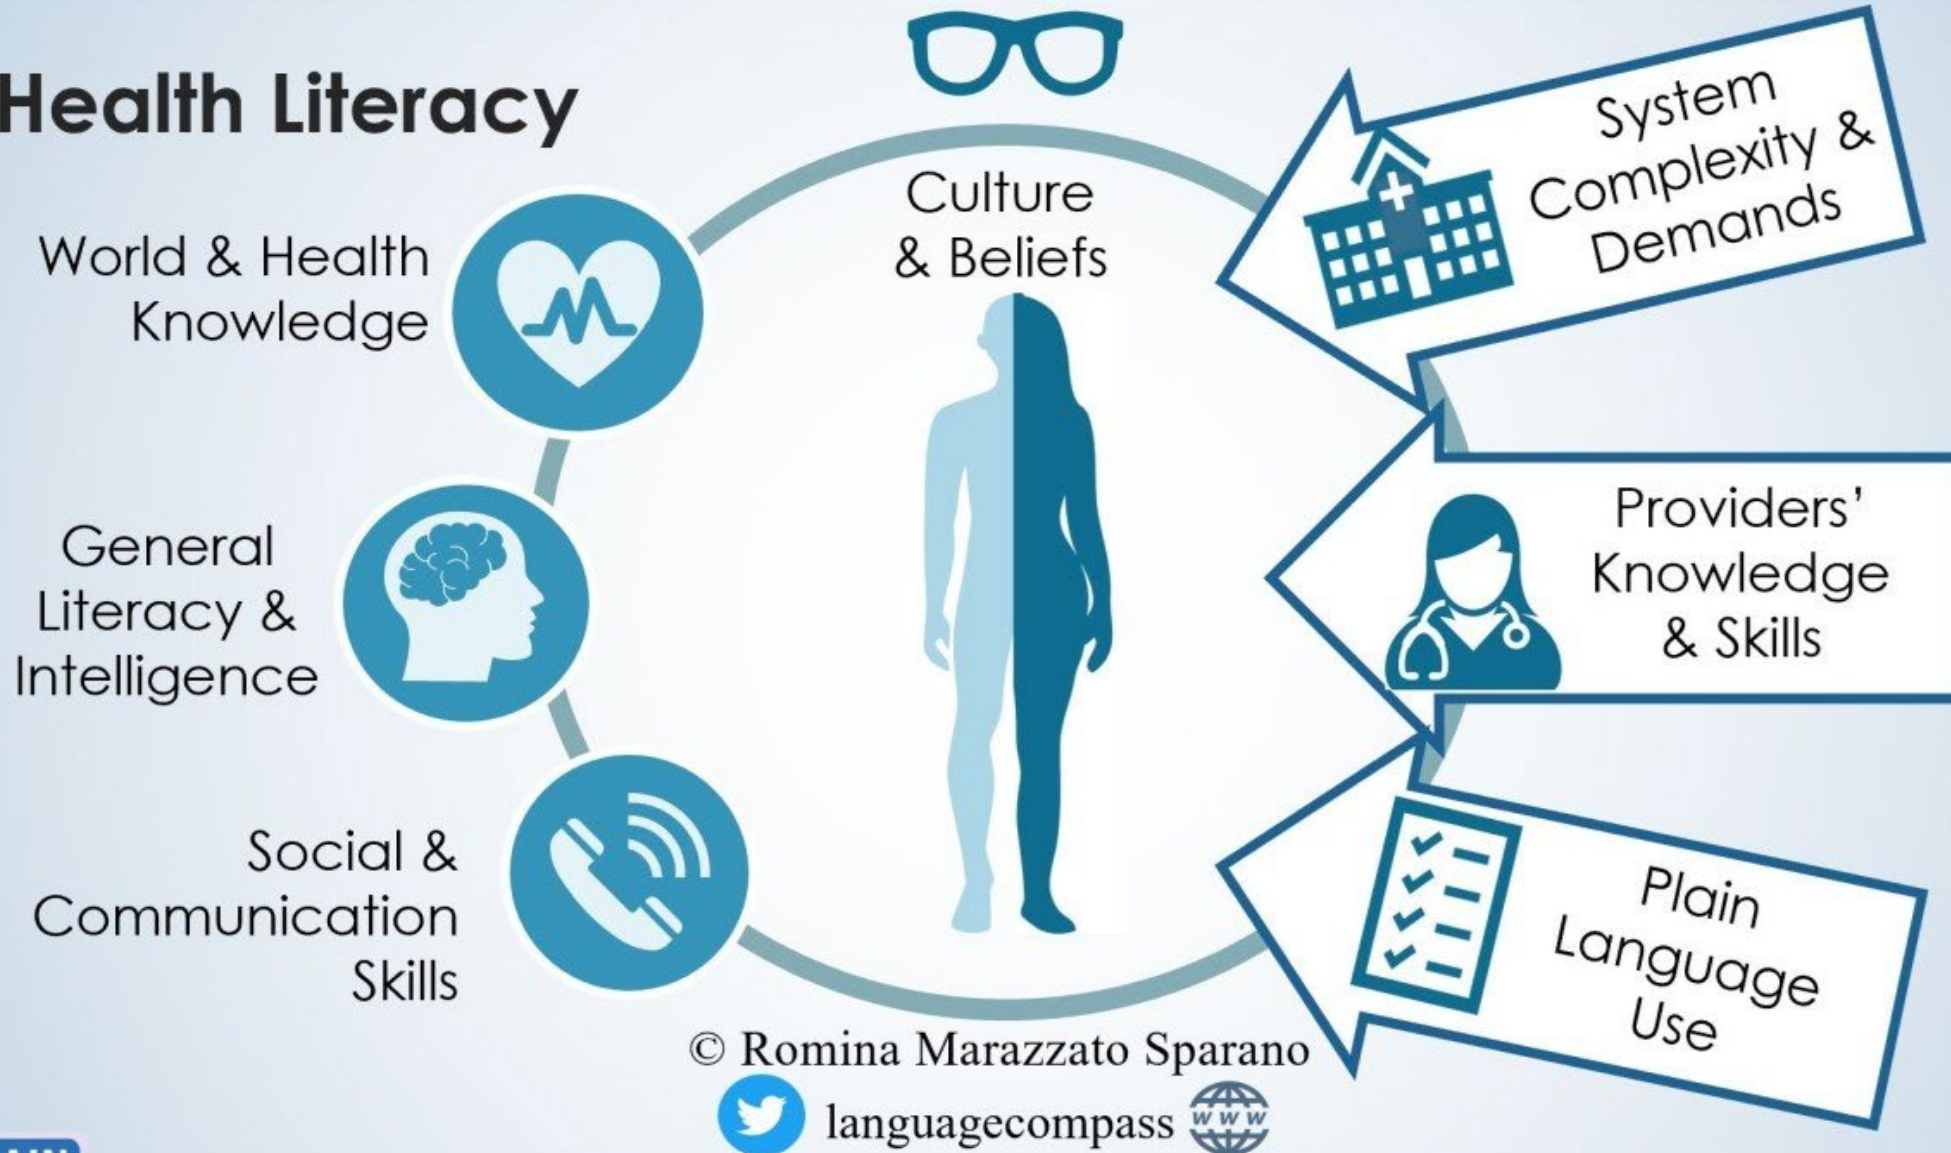 Health Literacy
World & Health
Knowledge
General
Literacy &
Intelligence
Social &
Communication
Skills
Culture
& Beliefs
System
Complexity &
Demands
Providers’
Knowledge
& Skills
Plain
Language
Use
© Romina Marazzato Sparano
languagecompass
www